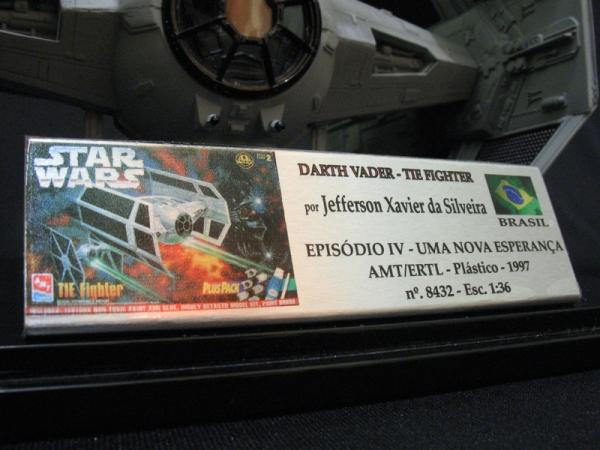 STAR
WARS
AMT
TIE Fighter
PLUS PACK
DARTH VADER - TIE FIGHTER
por Jefferson Xavier da Silveira
BRASIL
EPISÓDIO IV - UMA NOVA ESPERANÇA
AMT/ERTL - Plástico - 1997
nº. 8432 - Esc. 1:36